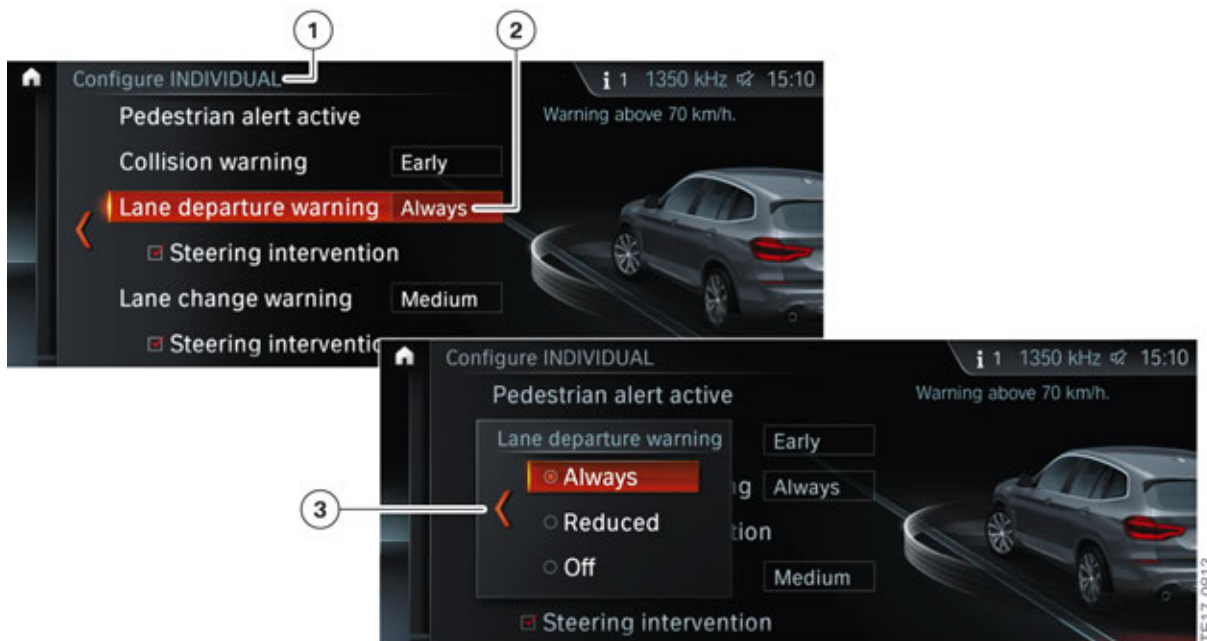 1
2
Configure INDIVIDUAL
i 1 1350 kHz 15:10
Pedestrian alert active
Warning above 70 km/h.
Collision warning Early
Lane departure warning Always
Steering intervention
Lane change warning Medium
Steering interventio
3
Configure INDIVIDUAL
i 1 1350 kHz 15:10
Pedestrian alert active
Warning above 70 km/h.
Lane departure warning
Early
Always
g Always
Reduced
tion
Off
Medium
Steering intervention
TE17-0812